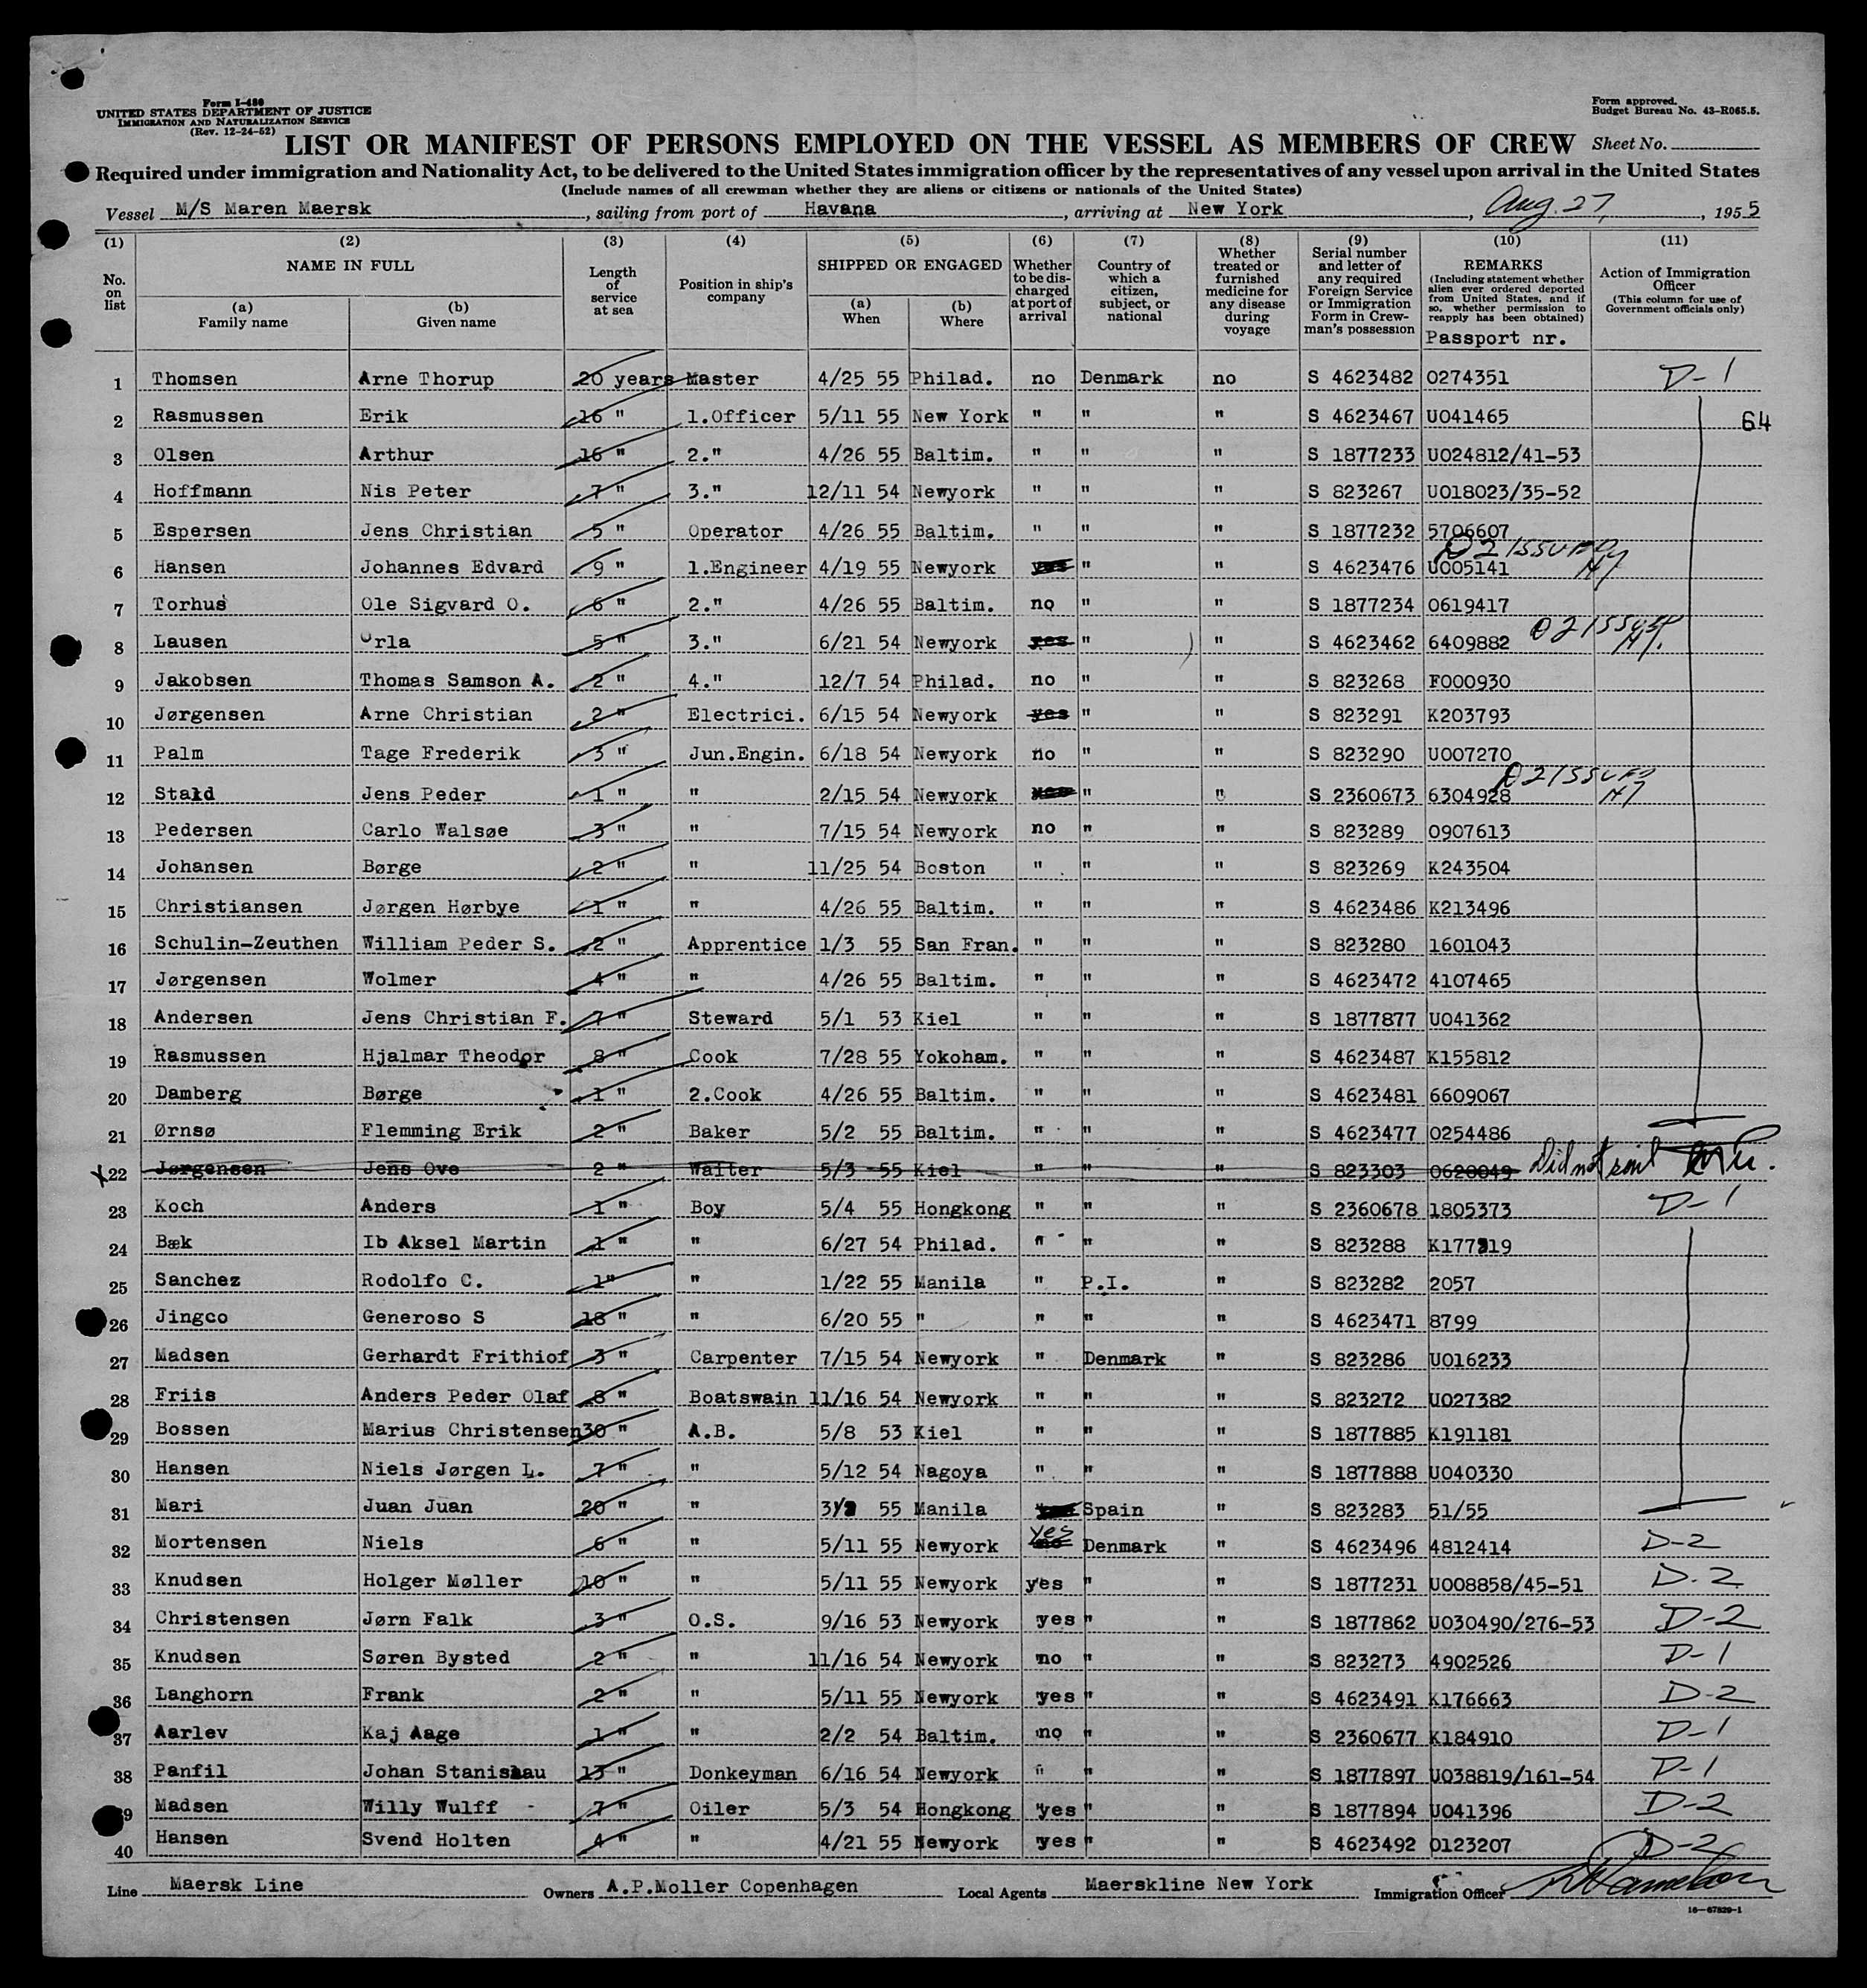 Form I-480
UNITED STATES DEPARTMENT OF JUSTICE
IMMIGRATION AND NATURALIZATION SERVICE
(Rev. 12-24-52)
Form approved.
Budget Bureau No. 43-R065.5.
LIST OR MANIFEST OF PERSONS EMPLOYED ON THE VESSEL AS MEMBERS OF CREW Sheet No.
Required under immigration and Nationality Act, to be delivered to the United States immigration officer by the representatives of any vessel upon arrival in the United States
(Include names of all crewman whether they are aliens or citizens or nationals of the United States)
Vessel M/S Maren Maersk, sailing from port of Havana, arriving at New York, Aug. 27, 1955
(1) (2) (3) (4) (5) (6) (7) (8) (9) (10) (11)
No. on list
NAME IN FULL
(a) Family name
(b) Given name
Length of service at sea
Position in ship's company
SHIPPED OR ENGAGED
(a) When
(b) Where
Whether to be discharged at port of arrival
Country of which a citizen, subject, or national
Whether treated or furnished medicine for any disease during voyage
Serial number and letter of any required Foreign Service or Immigration Form in Crewman's possession
REMARKS
(Including statement whether alien ever ordered deported from United States, and if so, whether permission to reapply has been obtained)
Passport nr.
Action of Immigration Officer
(This column for use of Government officials only)
1 Thomsen Arne Thorup 20 years Master 4/25 55 Philad. no Denmark no S 4623482 0274351 D-1
2 Rasmussen Erik 16 " 1.Officer 5/11 55 New York " " " S 4623467 U041465 64
3 Olsen Arthur 16 " 2." 4/26 55 Baltim. " " " S 1877233 U024812/41-53
4 Hoffmann Nis Peter 7 " 3." 12/11 54 Newyork " " " S 823267 U018023/35-52
5 Espersen Jens Christian 5 " Operator 4/26 55 Baltim. " " " S 1877232 5706607
6 Hansen Johannes Edvard 9 " 1.Engineer 4/19 55 Newyork yes " " S 4623476 U005141 D2 ISSUED
7 Torhus Ole Sigvard O. 6 " 2." 4/26 55 Baltim. no " " S 1877234 0619417
8 Lausen Orla 5 " 3." 6/21 54 Newyork yes " " S 4623462 6409882 D2 ISSUED
9 Jakobsen Thomas Samson A. 2 " 4." 12/7 54 Philad. no " " S 823268 F000930
10 Jørgensen Arne Christian 2 " Electrici. 6/15 54 Newyork yes " " S 823291 K203793
11 Palm Tage Frederik 3 " Jun.Engin. 6/18 54 Newyork no " " S 823290 U007270
12 Stald Jens Peder 1 " " 2/15 54 Newyork yes " " S 2360673 6304928 D2 ISSUED
13 Pedersen Carlo Walsøe 3 " " 7/15 54 Newyork no " " S 823289 0907613
14 Johansen Børge 2 " " 11/25 54 Boston " " " S 823269 K243504
15 Christiansen Jørgen Hørbye 1 " " 4/26 55 Baltim. " " " S 4623486 K213496
16 Schulin-Zeuthen William Peder S. 2 " Apprentice 1/3 55 San Fran. " " " S 823280 1601043
17 Jørgensen Wolmer 4 " " 4/26 55 Baltim. " " " S 4623472 4107465
18 Andersen Jens Christian F. 7 " Steward 5/1 53 Kiel " " " S 1877877 U041362
19 Rasmussen Hjalmar Theodor 8 " Cook 7/28 55 Yokoham. " " " S 4623487 K155812
20 Damberg Børge 1 " 2.Cook 4/26 55 Baltim. " " " S 4623481 6609067
21 Ørnsø Flemming Erik 2 " Baker 5/2 55 Baltim. " " " S 4623477 0254486
22 Jørgensen Jens Ove 2 " Waiter 5/3 55 Kiel " " " S 823303 0620049 Did not sail
23 Koch Anders 1 " Boy 5/4 55 Hongkong " " " S 2360678 1805373 D-1
24 Bæk Ib Aksel Martin 1 " " 6/27 54 Philad. " " " S 823288 K177919
25 Sanchez Rodolfo C. 1" " 1/22 55 Manila " P.I. " S 823282 2057
26 Jingco Generoso S 18 " " 6/20 55 " " " " S 4623471 8799
27 Madsen Gerhardt Frithiof 3 " Carpenter 7/15 54 Newyork " Denmark " S 823286 U016233
28 Friis Anders Peder Olaf 8 " Boatswain 11/16 54 Newyork " " " S 823272 U027382
29 Bossen Marius Christensen 30 " A.B. 5/8 53 Kiel " " " S 1877885 K191181
30 Hansen Niels Jørgen L. 7 " " 5/12 54 Nagoya " " " S 1877888 U040330
31 Mari Juan Juan 20 " " 55 Manila Spain " S 823283 51/55
32 Mortensen Niels 6 " " 5/11 55 Newyork yes Denmark " S 4623496 4812414 D-2
33 Knudsen Holger Møller 10 " " 5/11 55 Newyork yes " " S 1877231 U008858/45-51 D-2
34 Christensen Jørn Falk 3 " O.S. 9/16 53 Newyork yes " " S 1877862 U030490/276-53 D-2
35 Knudsen Søren Bysted 2 " " 11/16 54 Newyork no " " S 823273 4902526 D-1
36 Langhorn Frank 2 " " 5/11 55 Newyork yes " " S 4623491 K176663 D-2
37 Aarlev Kaj Aage 1 " " 2/2 54 Baltim. no " " S 2360677 K184910 D-1
38 Panfil Johan Stanislau 13 " Donkeyman 6/16 54 Newyork " " " S 1877897 U038819/161-54 D-1
39 Madsen Willy Wulff - 7 " Oiler 5/3 54 Hongkong yes " " S 1877894 U041396 D-2
40 Hansen Svend Holten 4 " " 4/21 55 Newyork yes " " S 4623492 0123207 D-2
Line Maersk Line Owners A.P.Moller Copenhagen Local Agents Maerskline New York Immigration Officer
16-67829-1